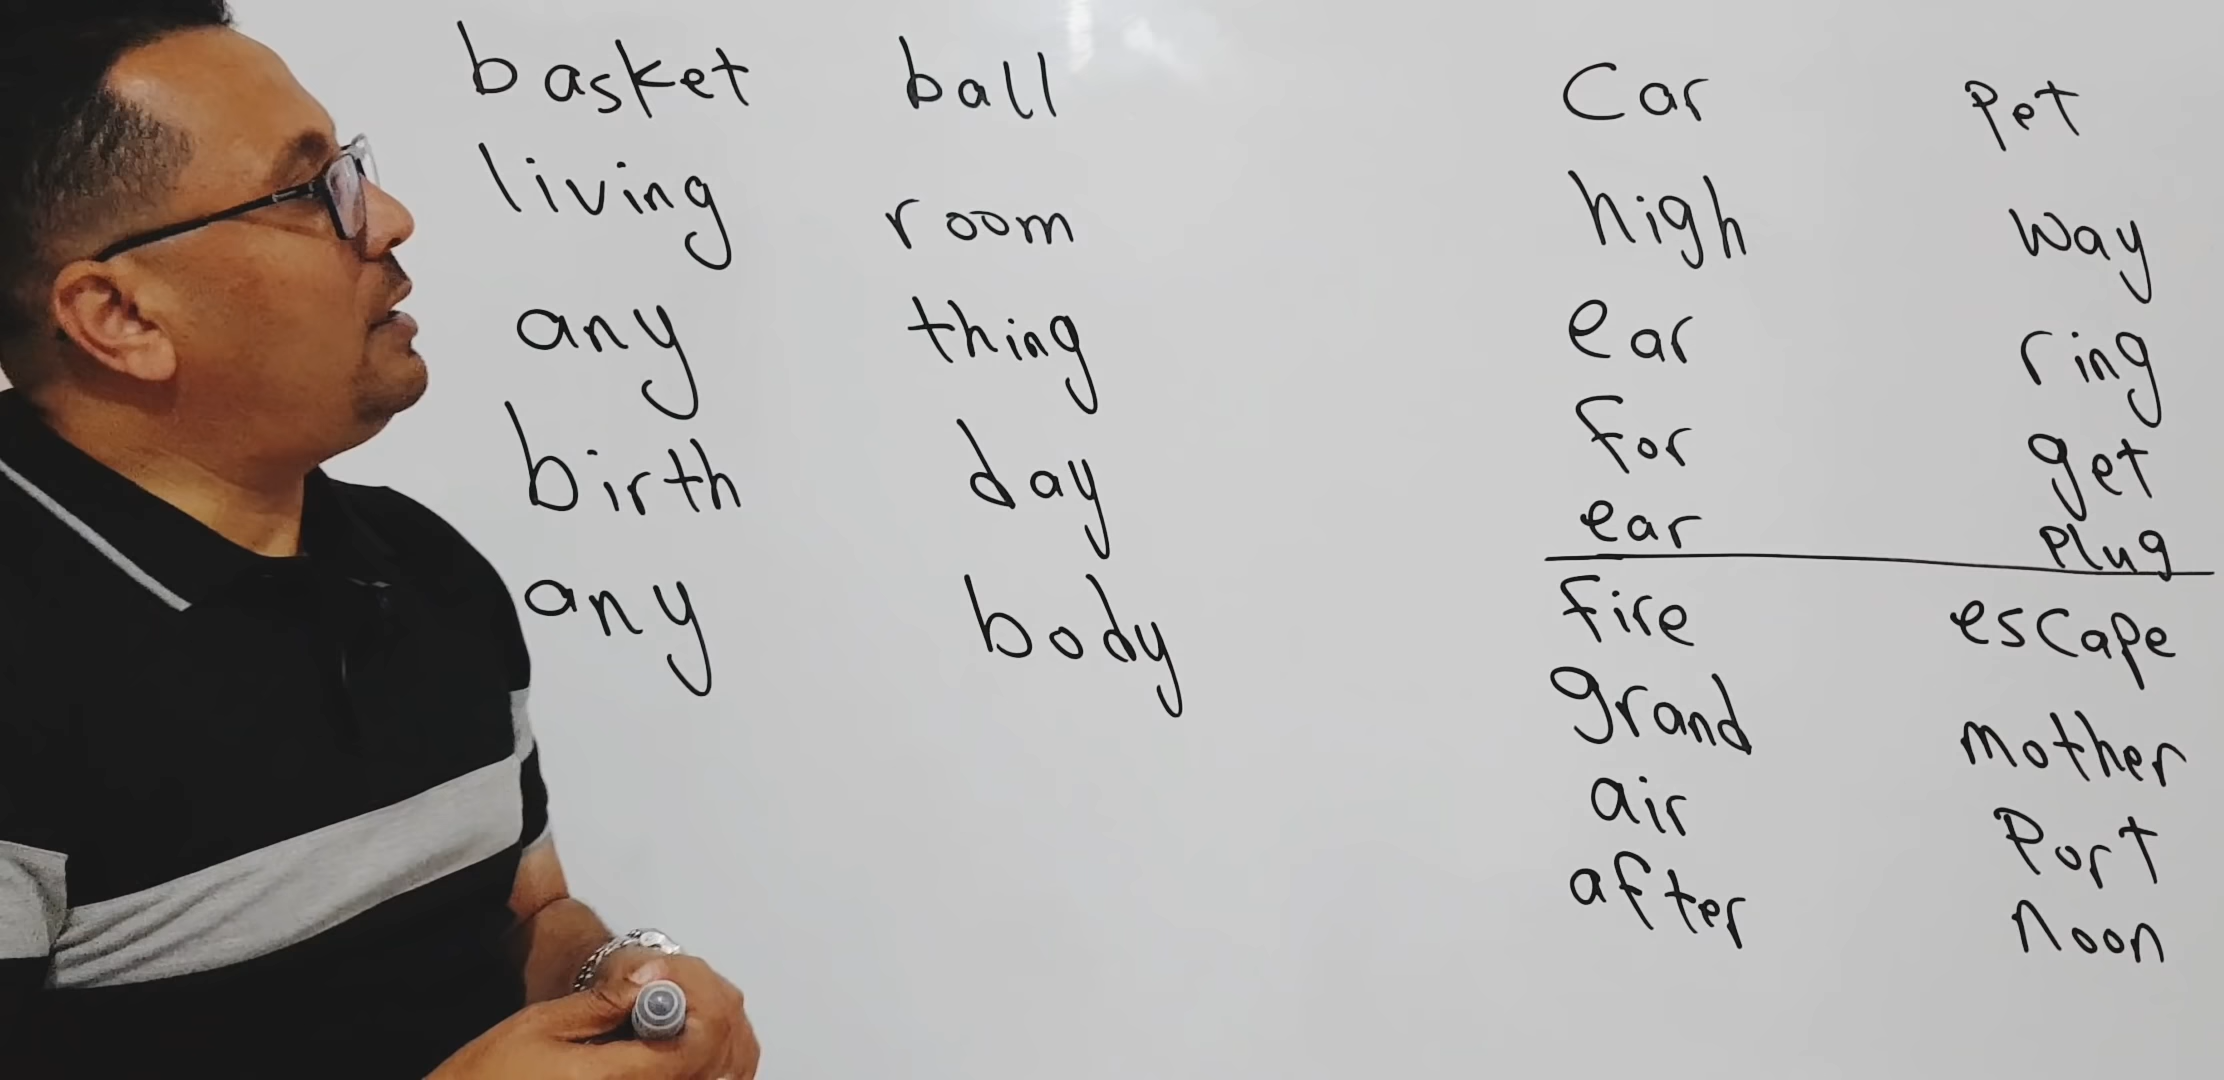 basket ball
living room
any thing
birth day
any body
Car Pet
high way
ear ring
for get
ear Plug
fire escape
grand mother
air Port
after Noon